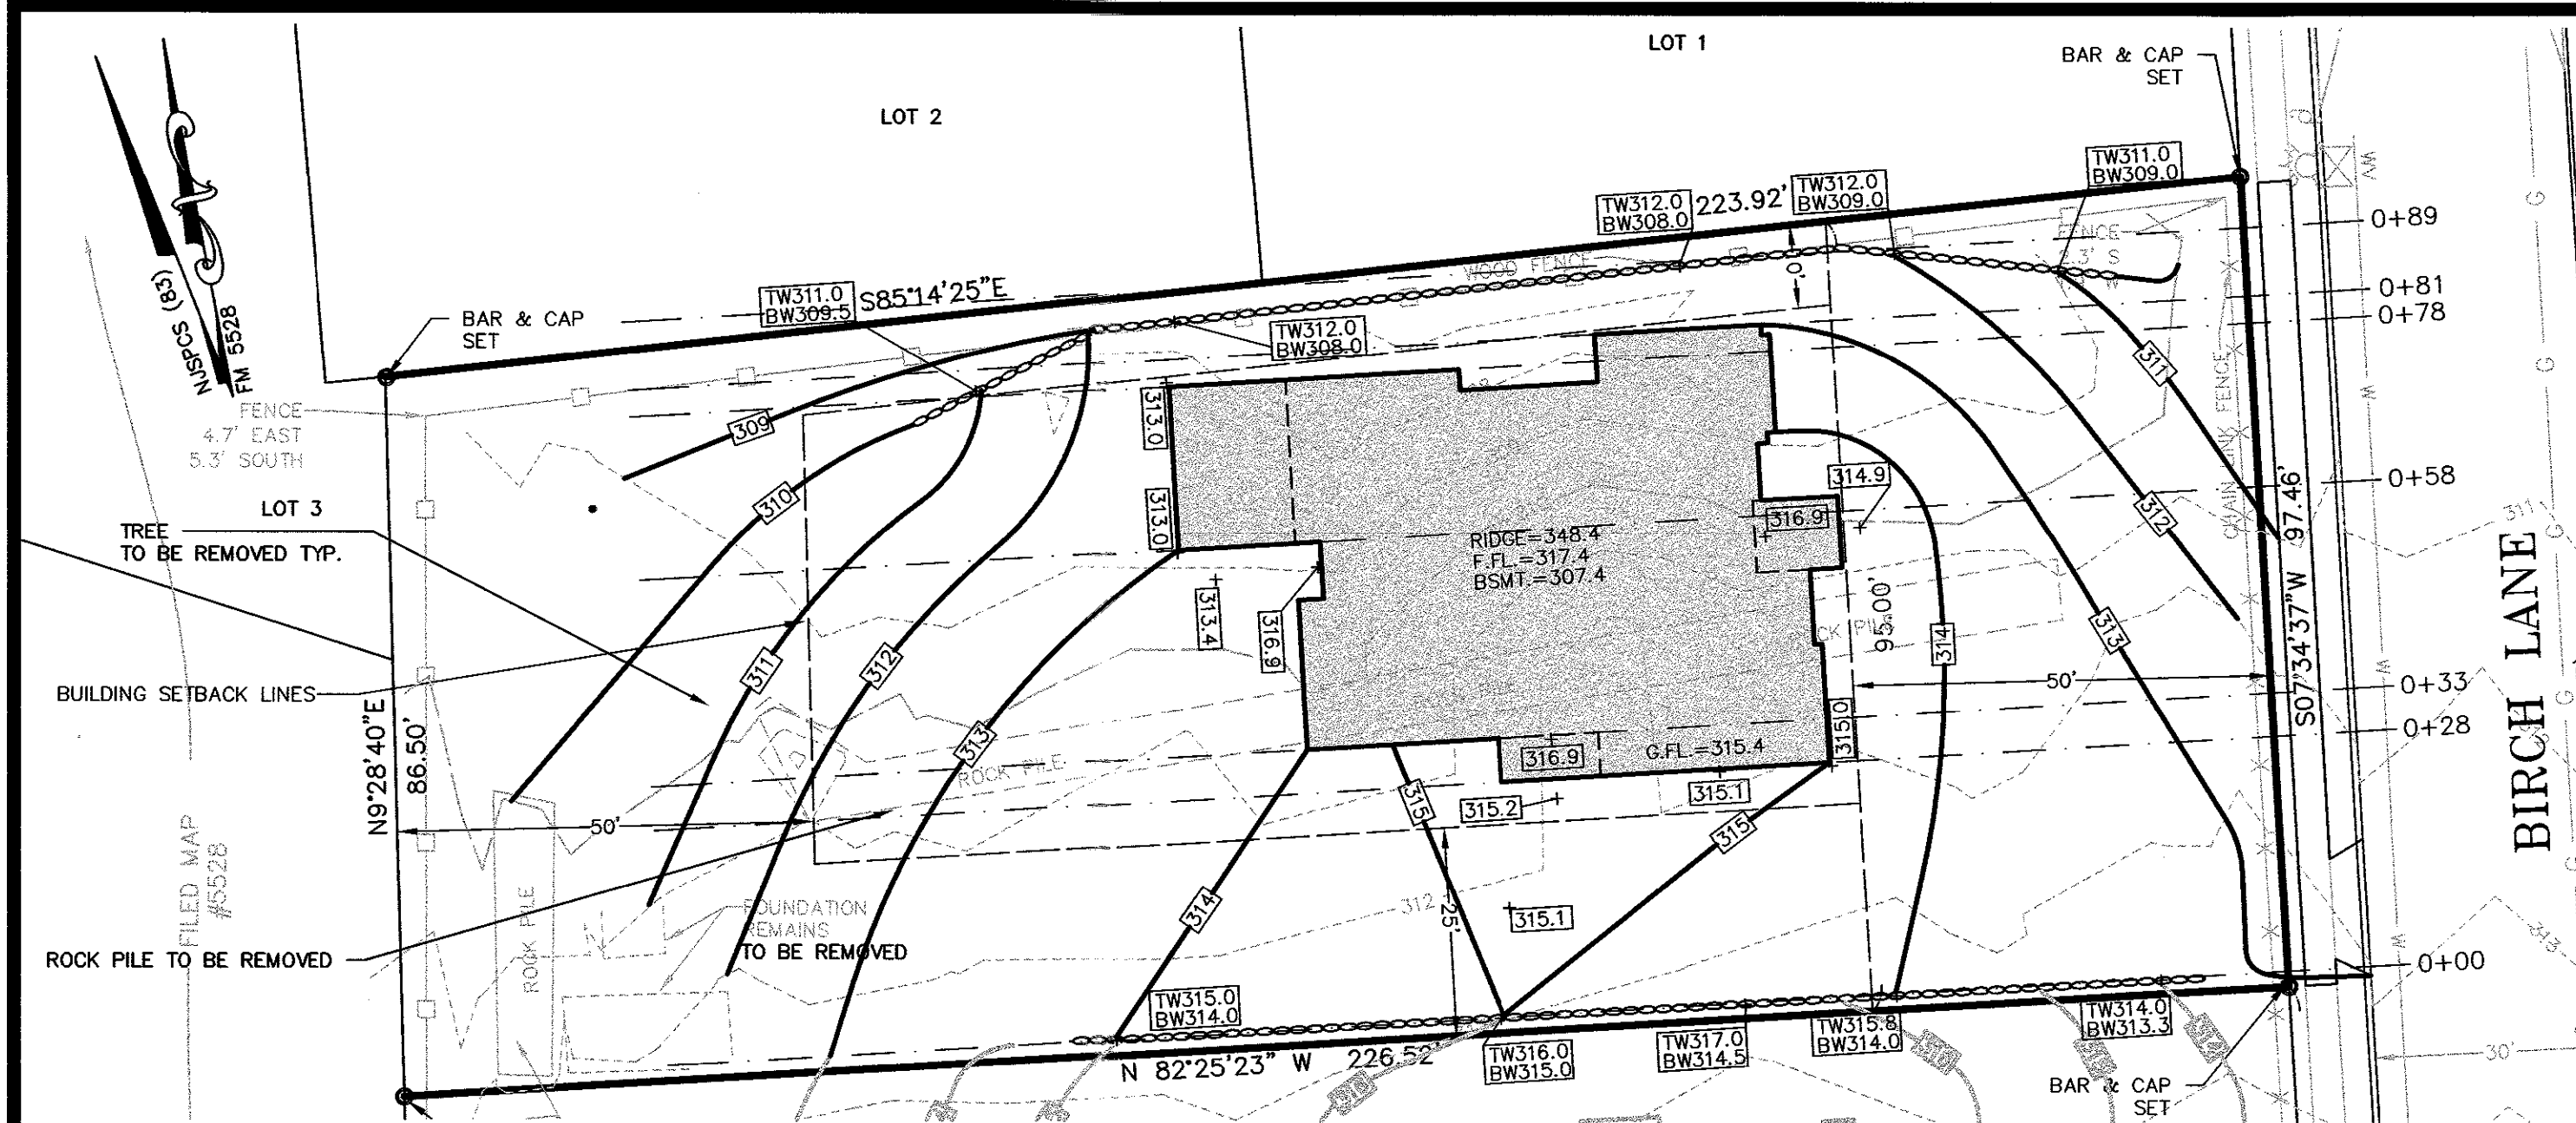 LOT 1
BAR & CAP
SET
LOT 2
TW311.0
BW309.0
TW312.0
BW308.0
223.92'
TW312.0
BW309.0
0+89
FENCE
WOOD FENCE
TW311.0
BW309.5
S85°14'25"E
0+81
0+78
NJSPCS (83)
FM 5528
BAR & CAP
SET
TW312.0
BW308.0
FENCE
4.7' EAST
5.3' SOUTH
309
313.0
311
CHAIN LINK FENCE
LOT 3
310
313.0
314.9
316.9
0+58
312
311
TREE
TO BE REMOVED TYP.
RIDGE=348.4
F.FL.=317.4
BSMT.=307.4
97.46'
S07°34'37"W
BIRCH LANE
313.4
316.9
95.00'
314
313
311
312
BUILDING SETBACK LINES
50'
0+33
0+28
N9°28'40"E
86.50'
313
ROCK PILE
316.9
G.FL.=315.4
315.0
315
315.2
315.1
315
50'
FILED MAP
#5528
ROCK PILE
FOUNDATION
REMAINS
TO BE REMOVED
314
312
25'
315.1
313
ROCK PILE TO BE REMOVED
0+00
TW315.0
BW314.0
N 82°25'23" W
226.52'
TW316.0
BW315.0
TW317.0
BW314.5
TW315.8
BW314.0
TW314.0
BW313.3
30'
BAR & CAP
SET